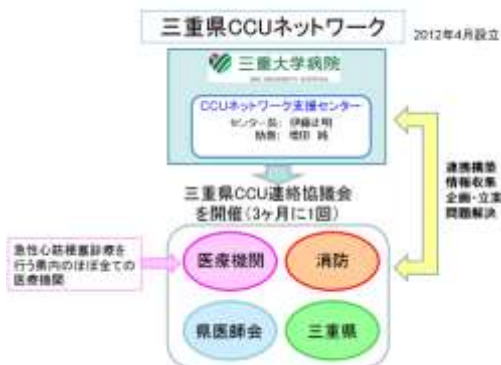 三重県CCUネットワーク
2012年4月設立
三重大学病院
CCUネットワーク支援センター
センター長: 伊藤正明
助教: 増田 純
三重県CCU連絡協議会
を開催(3ヶ月に1回)
連携構築
情報収集
企画・立案
問題解決
急性心筋梗塞診療を
行う県内のほぼ全ての
医療機関
医療機関
消防
県医師会
三重県